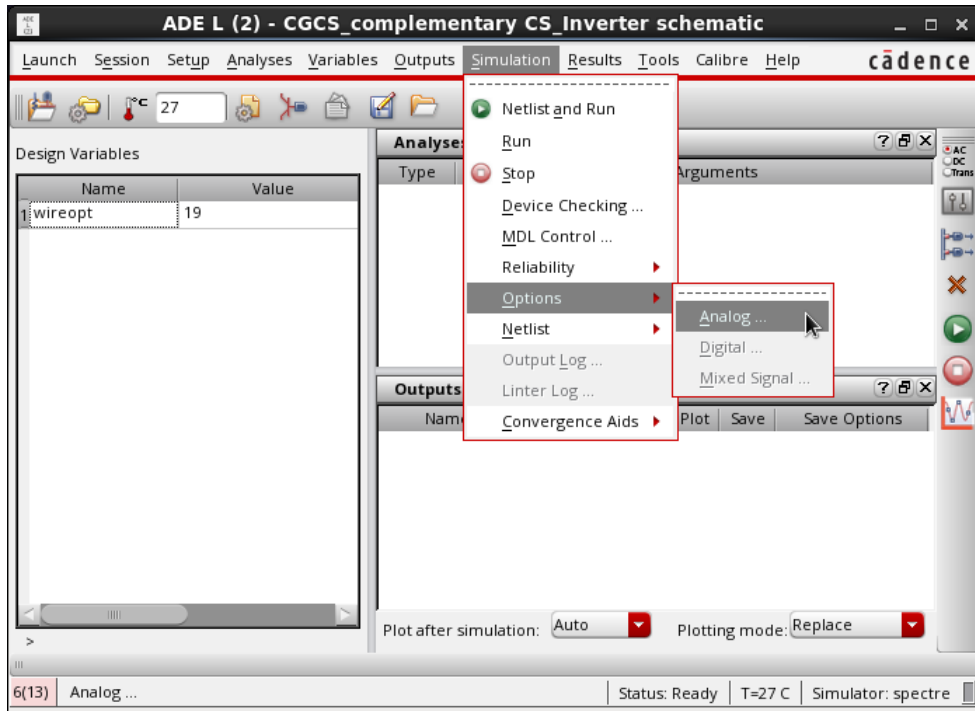 ADE L (2) - CGCS_complementary CS_Inverter schematic
Launch Session Setup Analyses Variables Outputs Simulation Results Tools Calibre Help cādence
°C 27
Design Variables
Name Value
1 wireopt 19
Analyse
Type Arguments
AC
DC
Trans
Netlist and Run
Run
Stop
Device Checking ...
MDL Control ...
Reliability
Options
Netlist
Output Log ...
Linter Log ...
Convergence Aids
Analog ...
Digital ...
Mixed Signal ...
Outputs
Nam Plot Save Save Options
Plot after simulation: Auto Plotting mode: Replace
>
6(13) Analog ... Status: Ready T=27 C Simulator: spectre